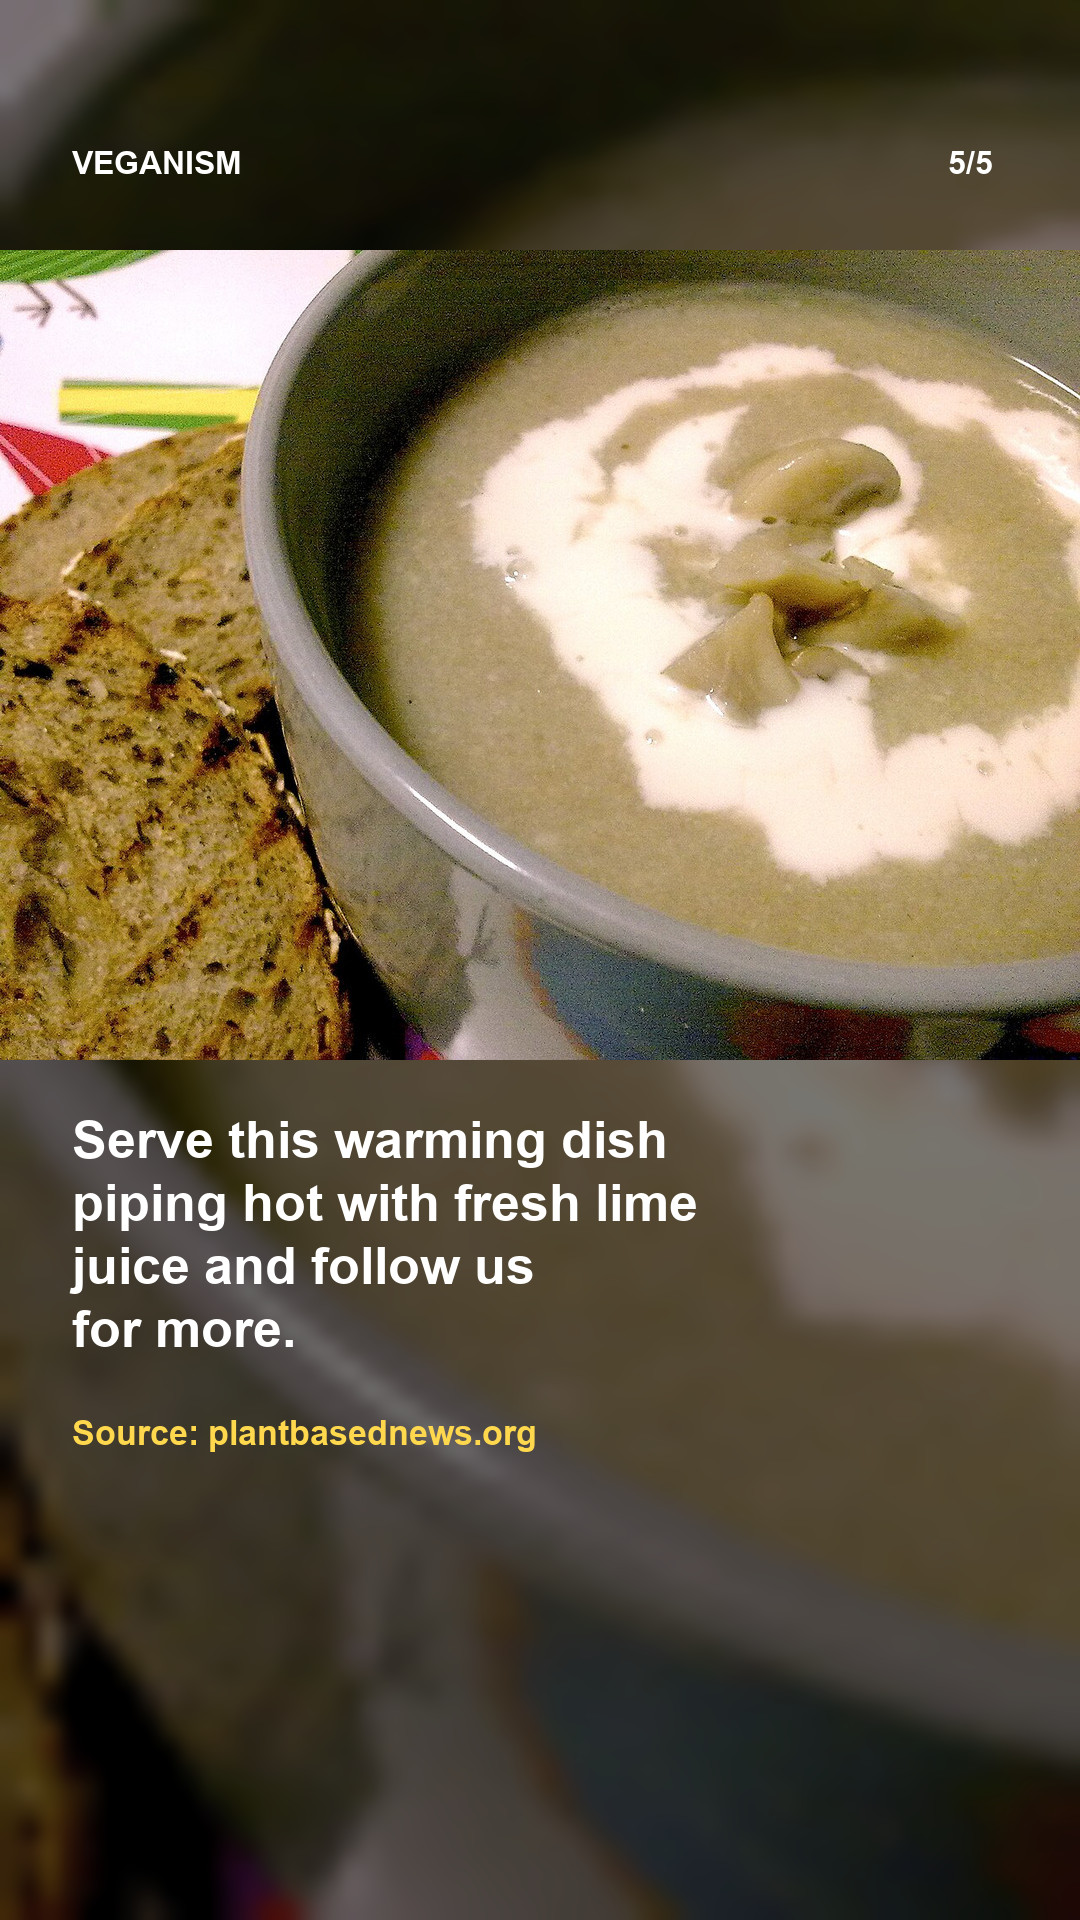 VEGANISM
5/5
Serve this warming dish
piping hot with fresh lime
juice and follow us
for more.
Source: plantbasednews.org